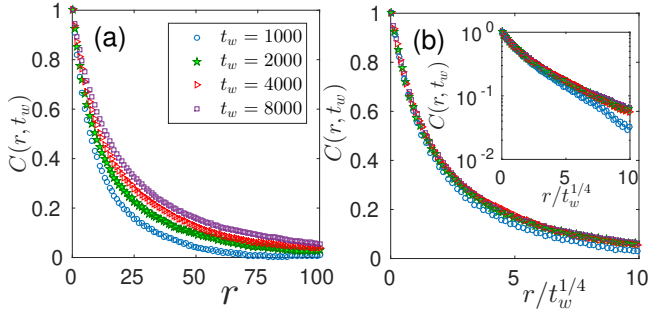 (a)
t_w = 1000
t_w = 2000
t_w = 4000
t_w = 8000
C(r, t_w)
1
0.8
0.6
0.4
0.2
0
0 25 50 75 100
r
(b)
C(r, t_w)
1
0.8
0.6
0.4
0.2
0
0 5 10
r/t_w^{1/4}
C(r, t_w)
10^0
10^{-1}
10^{-2}
0 5 10
r/t_w^{1/4}